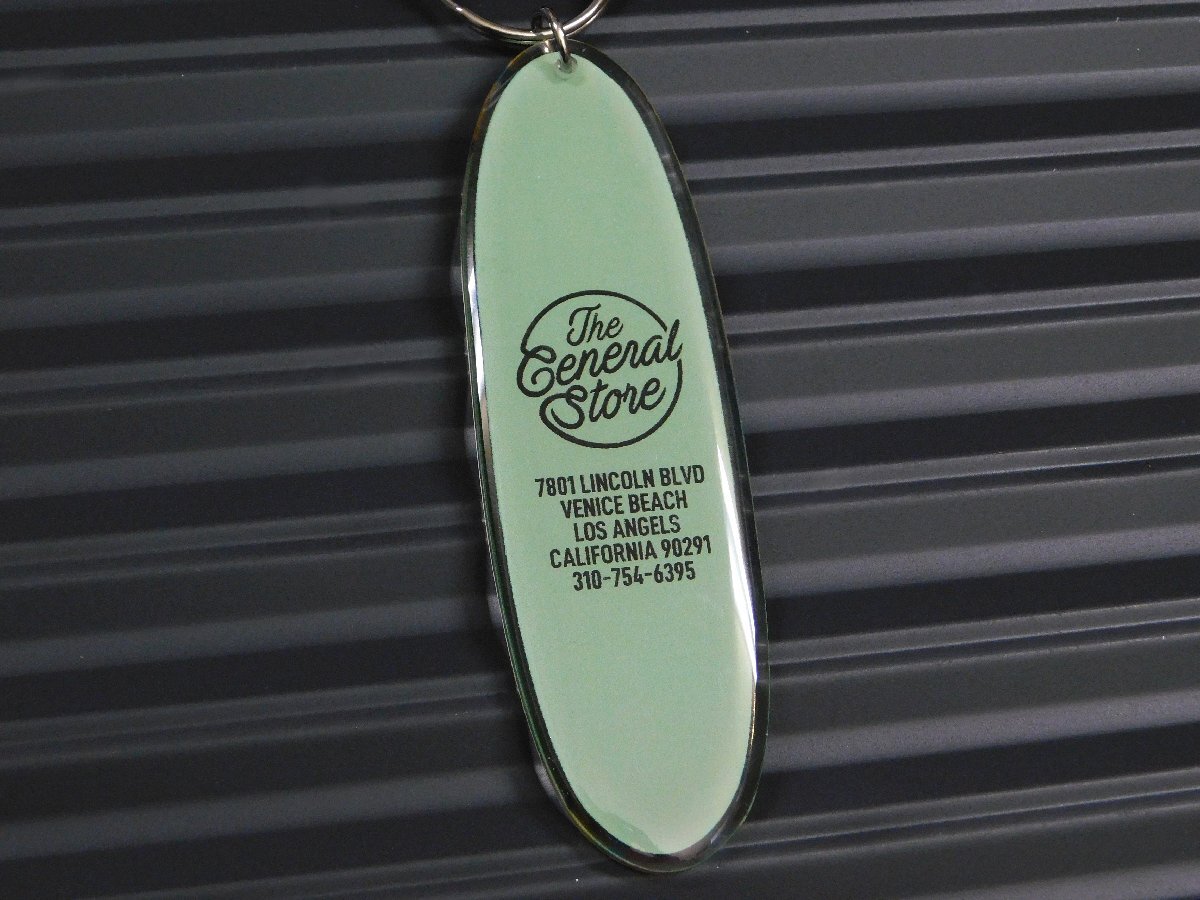 The
General
Store
7801 LINCOLN BLVD
VENICE BEACH
LOS ANGELS
CALIFORNIA 90291
310-754-6395